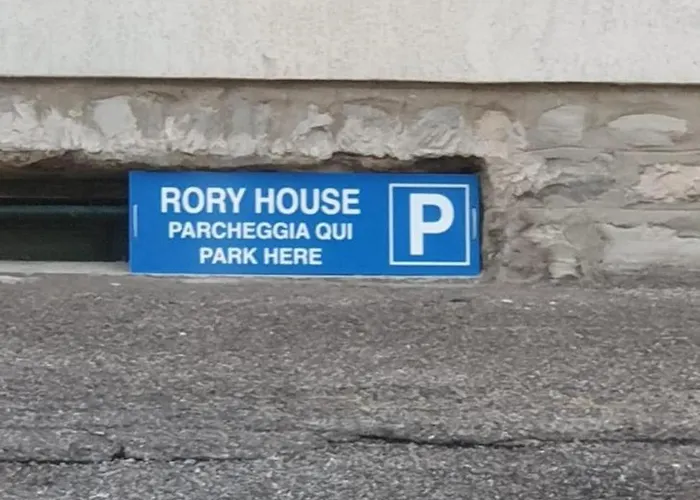 RORY HOUSE
PARCHEGGIA QUI
PARK HERE
P